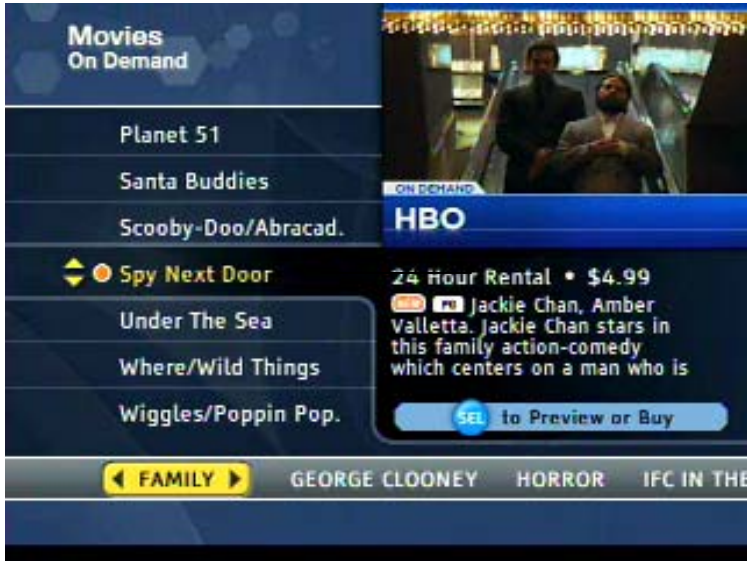 Movies
On Demand
Planet 51
Santa Buddies
Scooby-Doo/Abracad.
Spy Next Door
Under The Sea
Where/Wild Things
Wiggles/Poppin Pop.
ON DEMAND
HBO
24 Hour Rental • $4.99
NEW PG Jackie Chan, Amber
Valletta. Jackie Chan stars in
this family action-comedy
which centers on a man who is
SEL to Preview or Buy
FAMILY GEORGE CLOONEY HORROR IFC IN THE